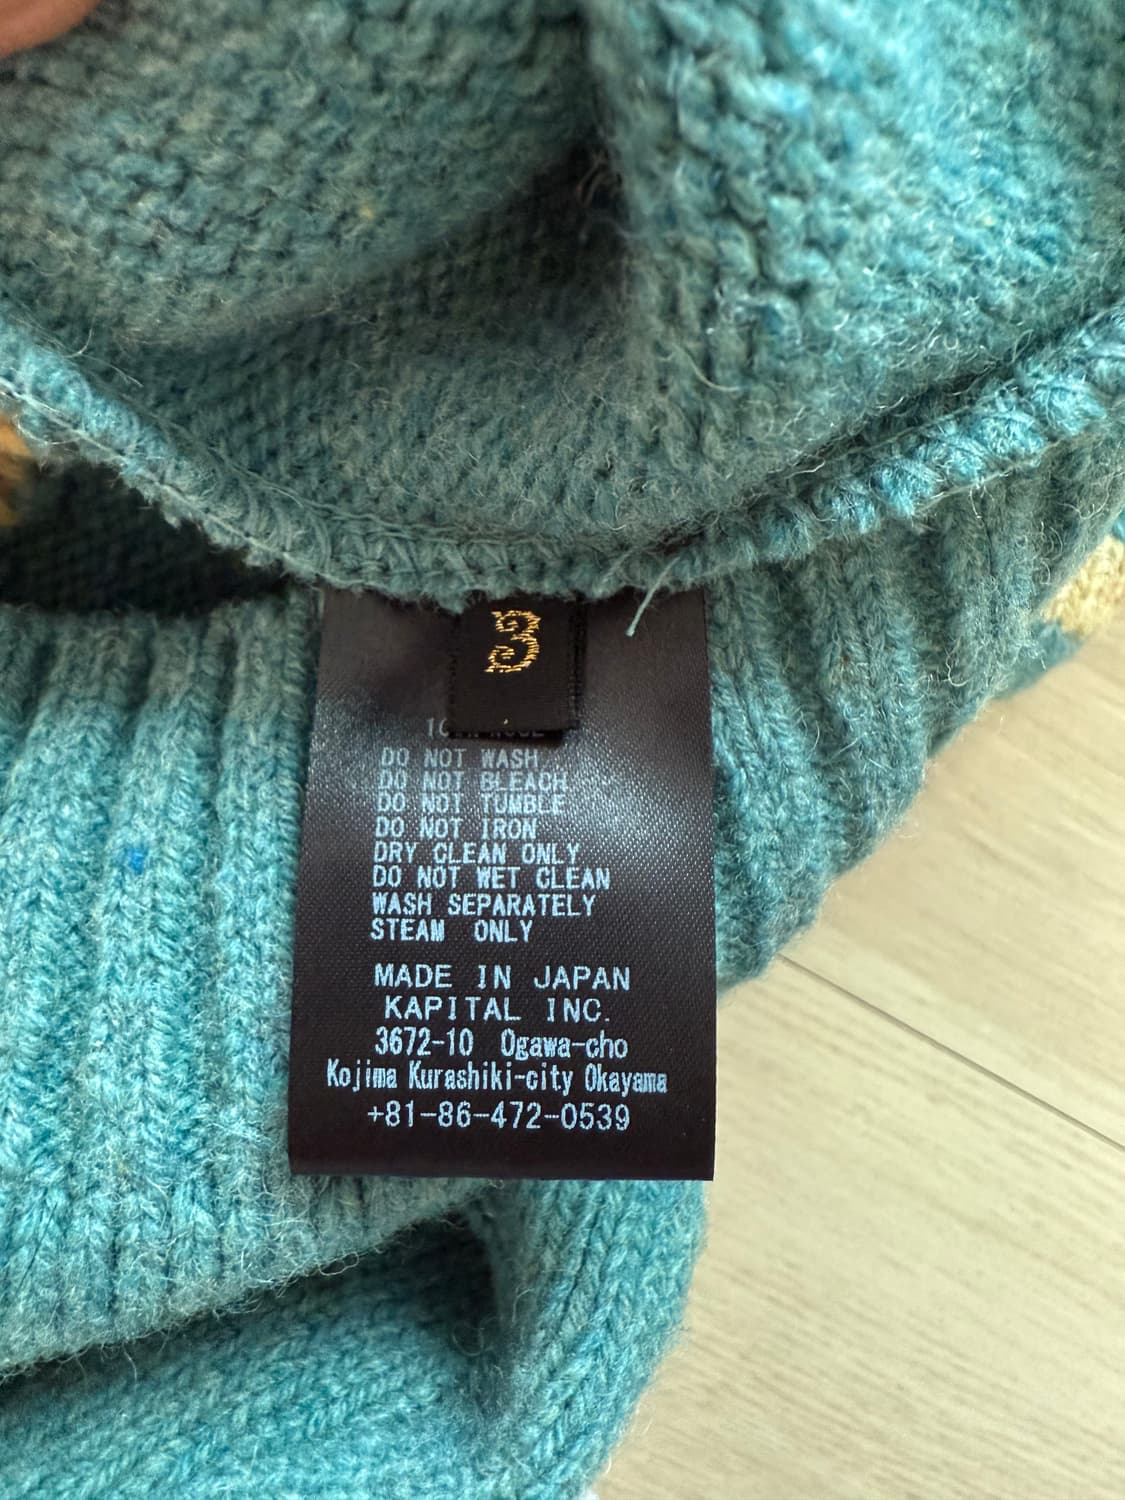 3
DO NOT WASH
DO NOT BLEACH
DO NOT TUMBLE
DO NOT IRON
DRY CLEAN ONLY
DO NOT WET CLEAN
WASH SEPARATELY
STEAM ONLY
MADE IN JAPAN
KAPITAL INC.
3672-10 Ogawa-cho
Kojima Kurashiki-city Okayama
+81-86-472-0539